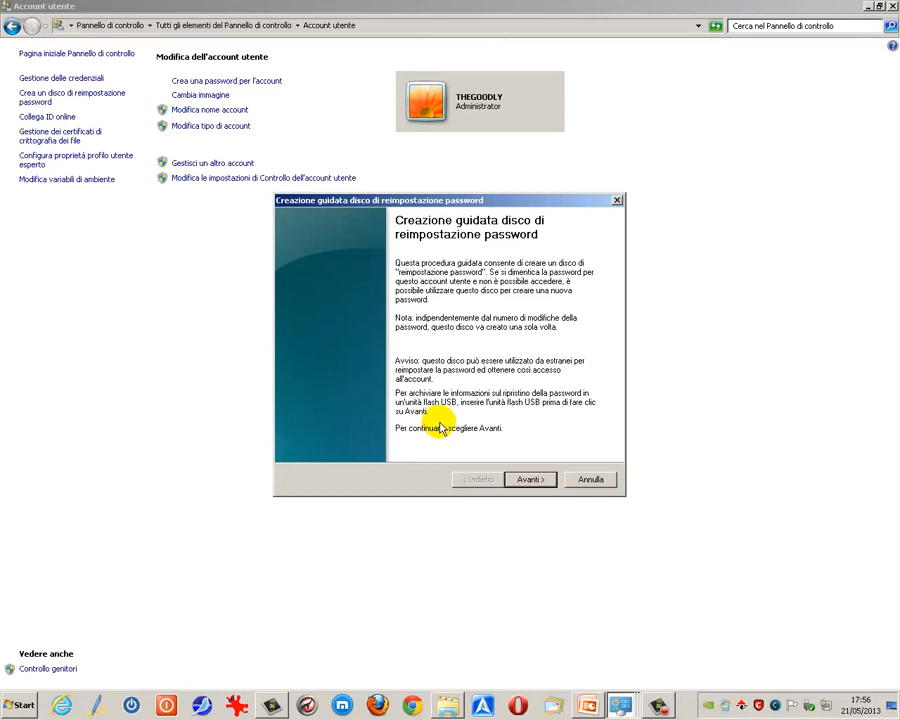 Account utente
Pannello di controllo
Tutti gli elementi del Pannello di controllo
Account utente
Cerca nel Pannello di controllo
Pagina iniziale Pannello di controllo
Gestione delle credenziali
Crea un disco di reimpostazione
password
Collega ID online
Gestione dei certificati di
crittografia dei file
Configura proprietà profilo utente
esperto
Modifica variabili di ambiente
Modifica dell'account utente
Crea una password per l'account
Cambia immagine
Modifica nome account
Modifica tipo di account
Gestisci un altro account
Modifica le impostazioni di Controllo dell'account utente
THEGOODLY
Administrator
Creazione guidata disco di reimpostazione password
Creazione guidata disco di
reimpostazione password
Questa procedura guidata consente di creare un disco di
"reimpostazione password". Se si dimentica la password per
questo account utente e non è possibile accedere, è
possibile utilizzare questo disco per creare una nuova
password.
Nota: indipendentemente dal numero di modifiche della
password, questo disco va creato una sola volta.
Avviso: questo disco può essere utilizzato da estranei per
reimpostare la password ed ottenere così accesso
all'account.
Per archiviare le informazioni sul ripristino della password in
un'unità flash USB, inserire l'unità flash USB prima di fare clic
su Avanti.
Per continuare scegliere Avanti.
< Indietro
Avanti >
Annulla
Vedere anche
Controllo genitori
Start
17:56
21/05/2013